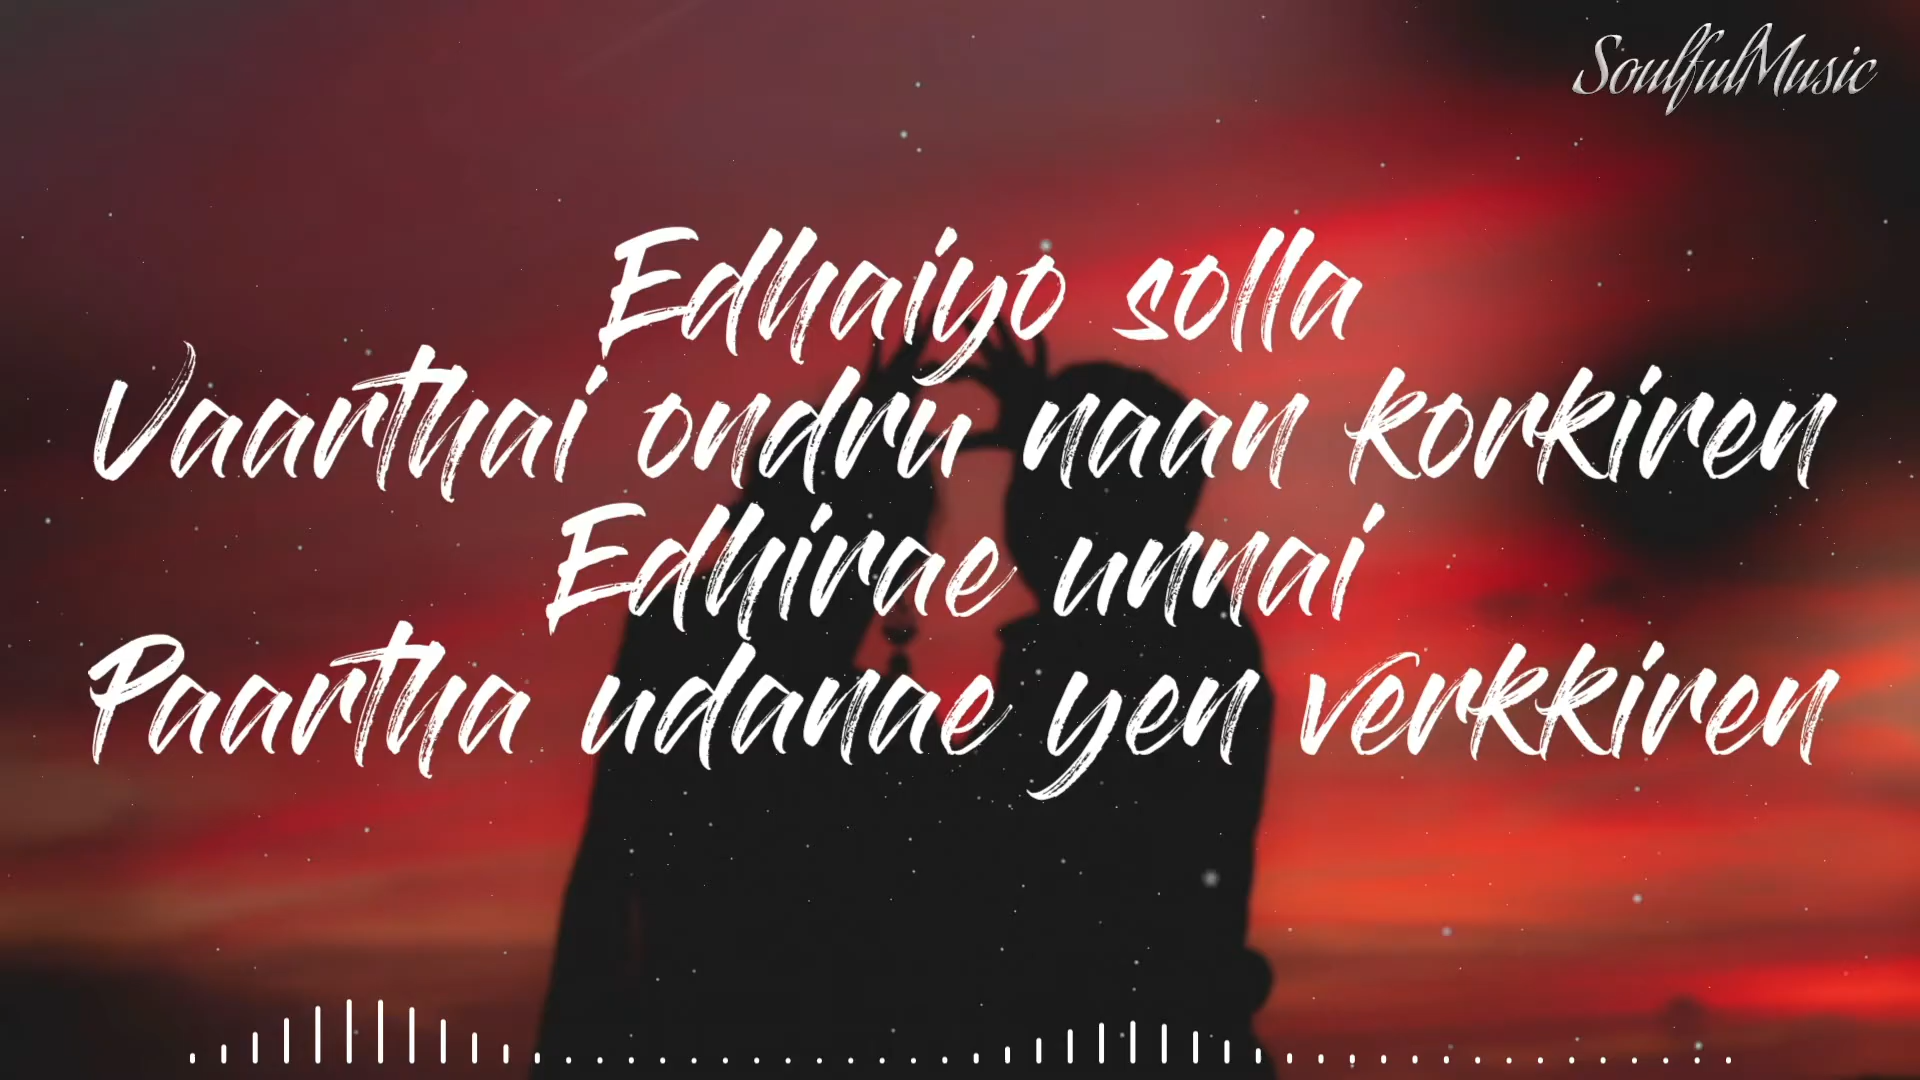 SoulfulMusic
Edhaiyo solla
Vaarthai ondru naan korkiren
Edhirae unnai
Paartha udanae yen verkkiren